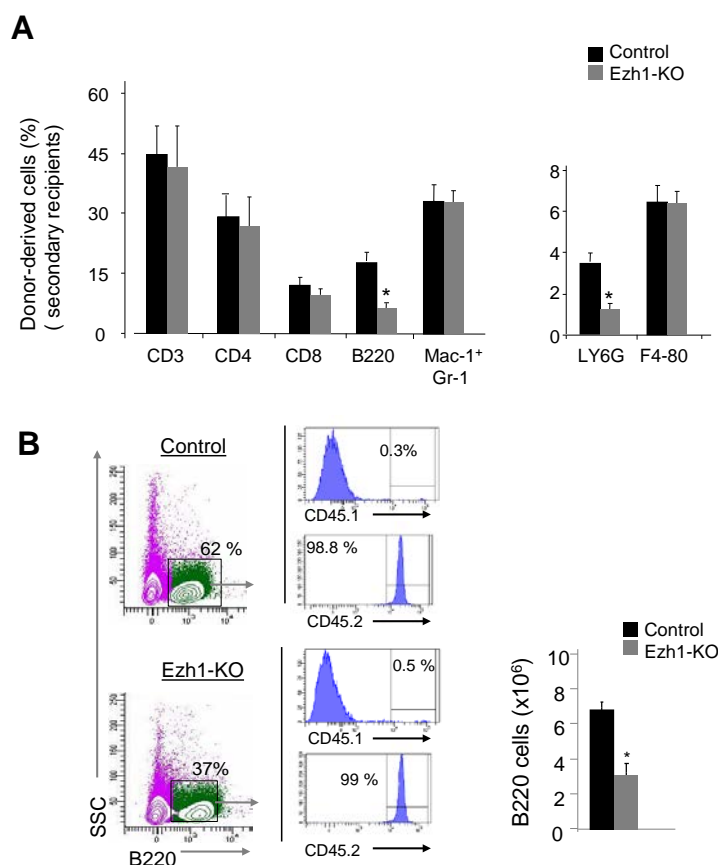 A
Control
Ezh1-KO
Donor-derived cells (%)
( secondary recipients)
60
45
30
15
0
CD3
CD4
CD8
B220
Mac-1+
Gr-1
*
8
6
4
2
0
LY6G
F4-80
*
B
Control
62 %
0.3%
CD45.1
98.8 %
CD45.2
Ezh1-KO
37%
0.5 %
CD45.1
99 %
CD45.2
SSC
B220
Control
Ezh1-KO
B220 cells (x10⁶)
10
8
6
4
2
0
*